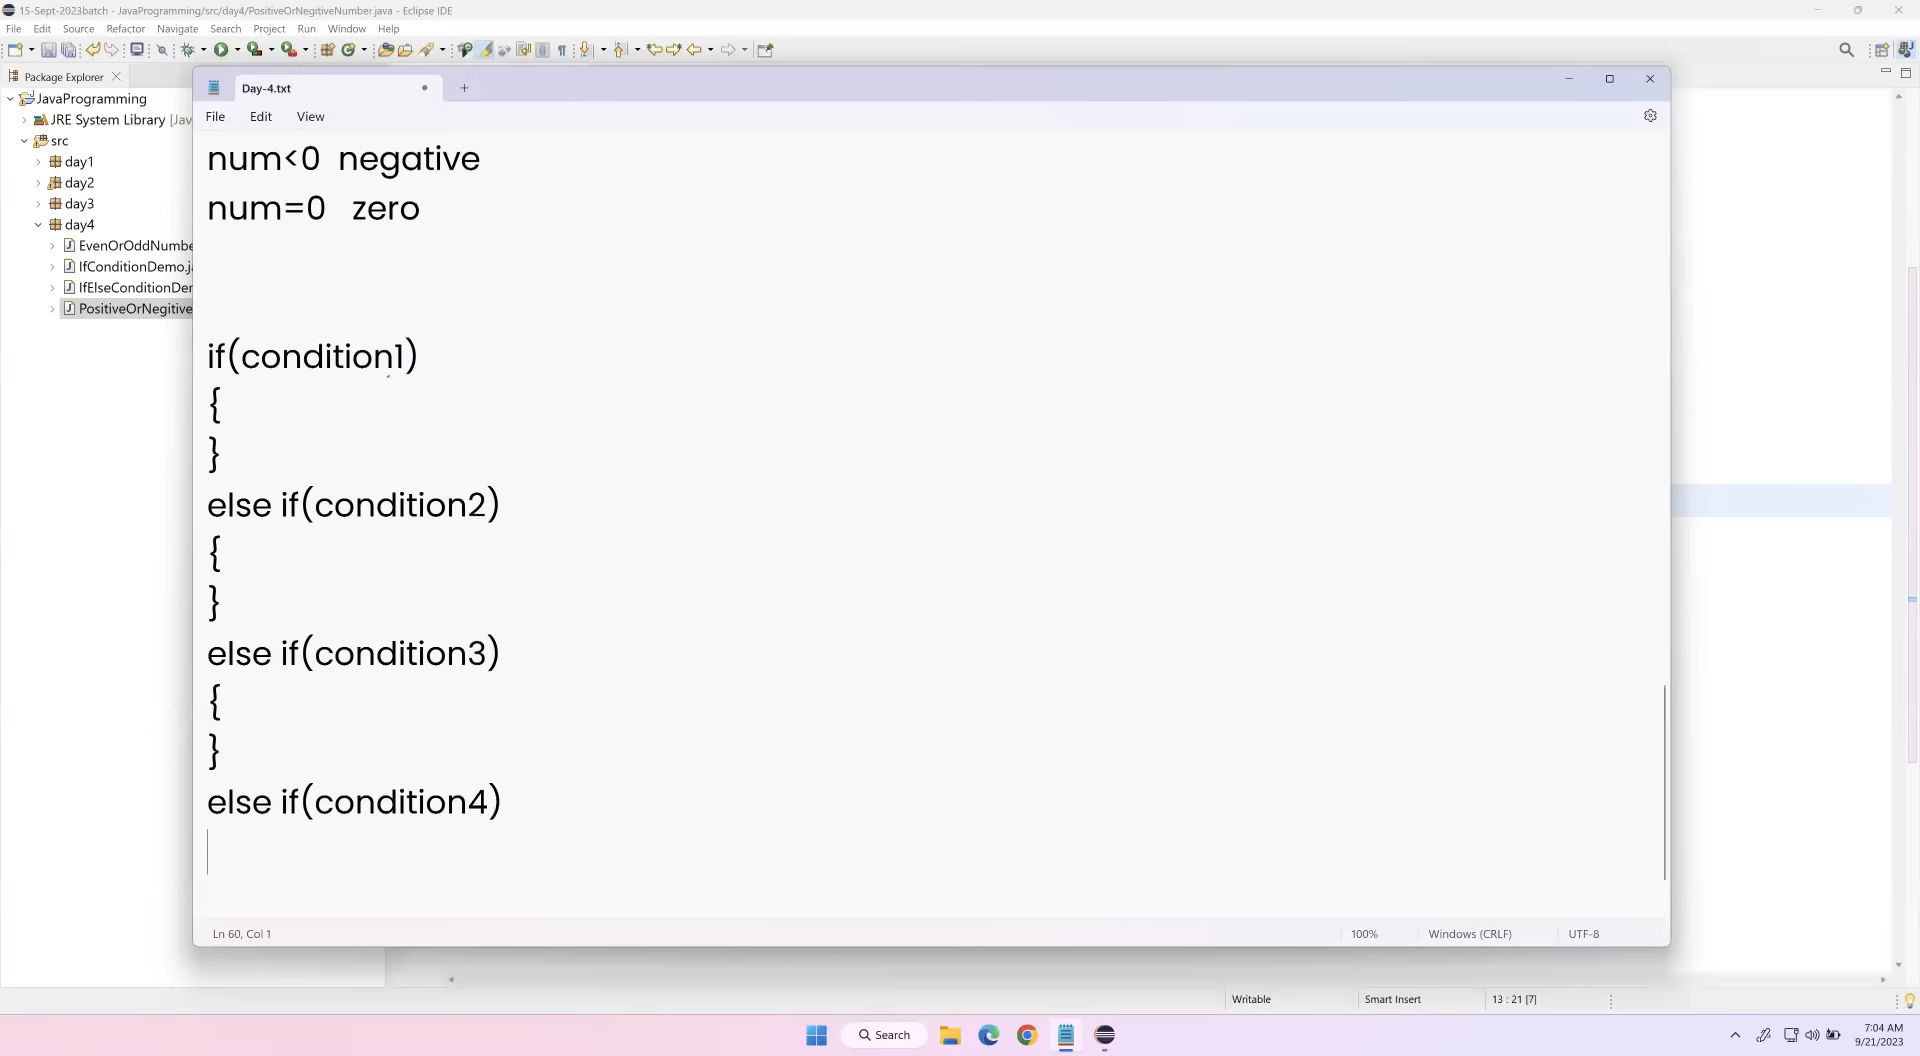 15-Sept-2023batch - JavaProgramming/src/day4/PositiveOrNegitiveNumber.java - Eclipse IDE
File Edit Source Refactor Navigate Search Project Run Window Help
Package Explorer
JavaProgramming
JRE System Library [Jav
src
day1
day2
day3
day4
EvenOrOddNumbe
IfConditionDemo.ja
IfElseConditionDer
PositiveOrNegitive
Day-4.txt
File Edit View
num<0 negative
num=0 zero
if(condition1)
{
}
else if(condition2)
{
}
else if(condition3)
{
}
else if(condition4)
Ln 60, Col 1
100%
Windows (CRLF)
UTF-8
Writable
Smart Insert
13 : 21 [7]
Search
7:04 AM
9/21/2023